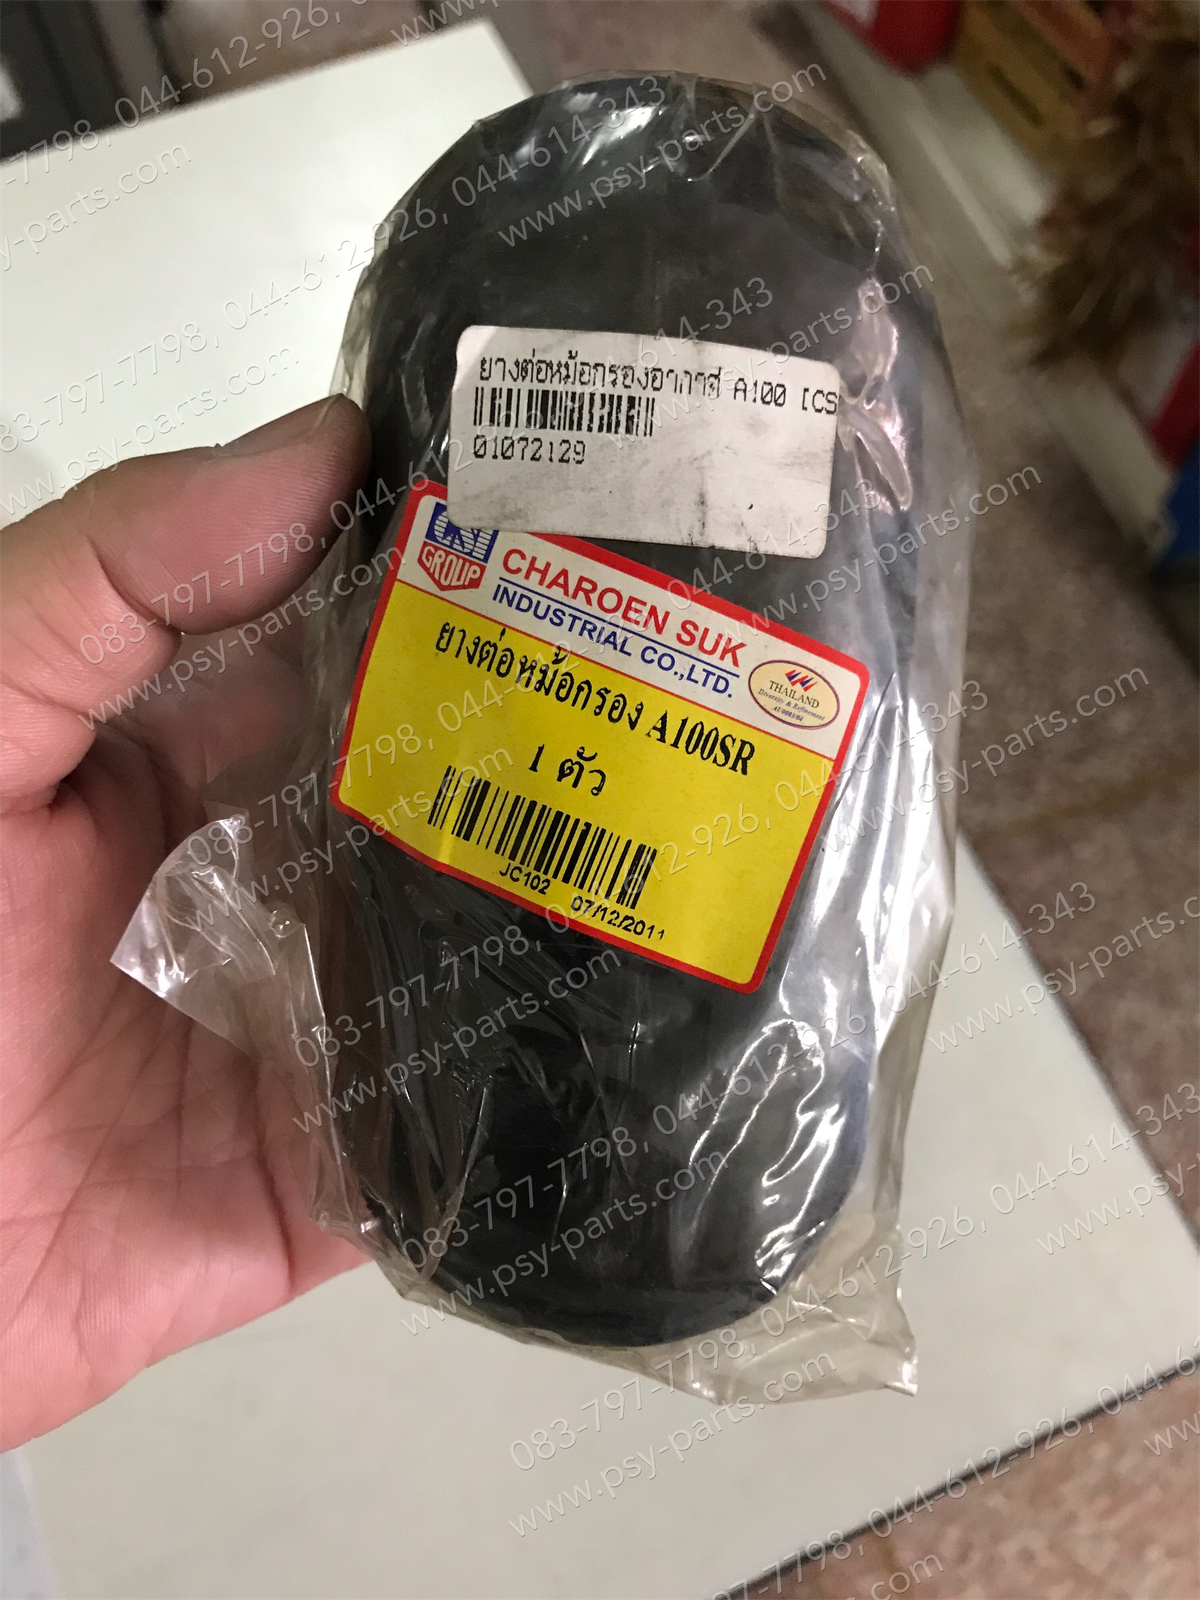 ยางต่อหม้อกรองอากาศ A100 [CS
01072129
CSI
GROUP
CHAROEN SUK
INDUSTRIAL CO.,LTD.
THAILAND
Diversity & Refinement
ยางต่อหม้อกรอง A100SR
1 ตัว
JC102
07/12/2011
083-797-7798, 044-612-926, 044-614-343
www.psy-parts.com